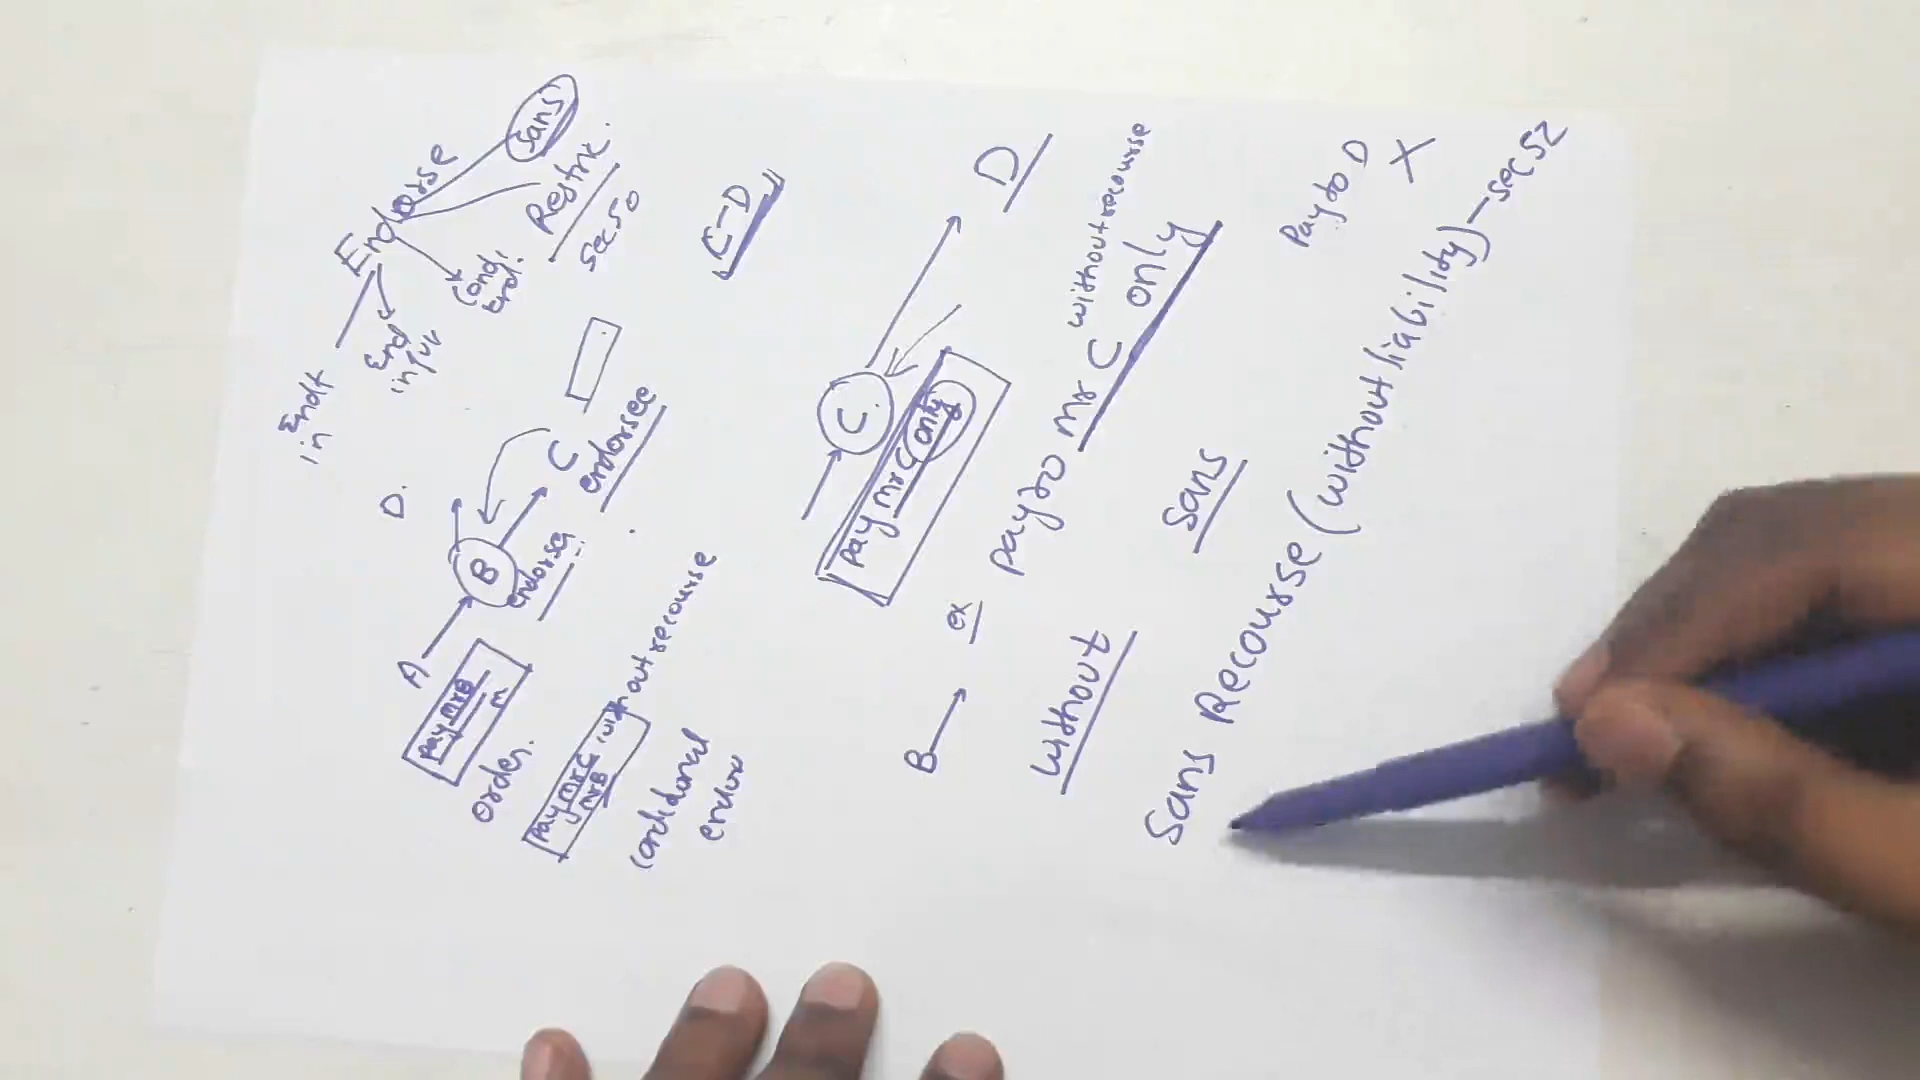 Endorse
Sans
Restric.
Sec 50
Cond.
End.
End
in full
Endt
in
A
B
C
D.
endorser
endorsee
Pay Mr B
order.
Pay Mr C without recourse
Mr B
Conditional
endor
C-D
C
D
Pay Mr C only
B
ex
Pay to Mr C only
without recourse
Pay to D
X
without
Sans
Sans Recourse (without liability) - Sec 52